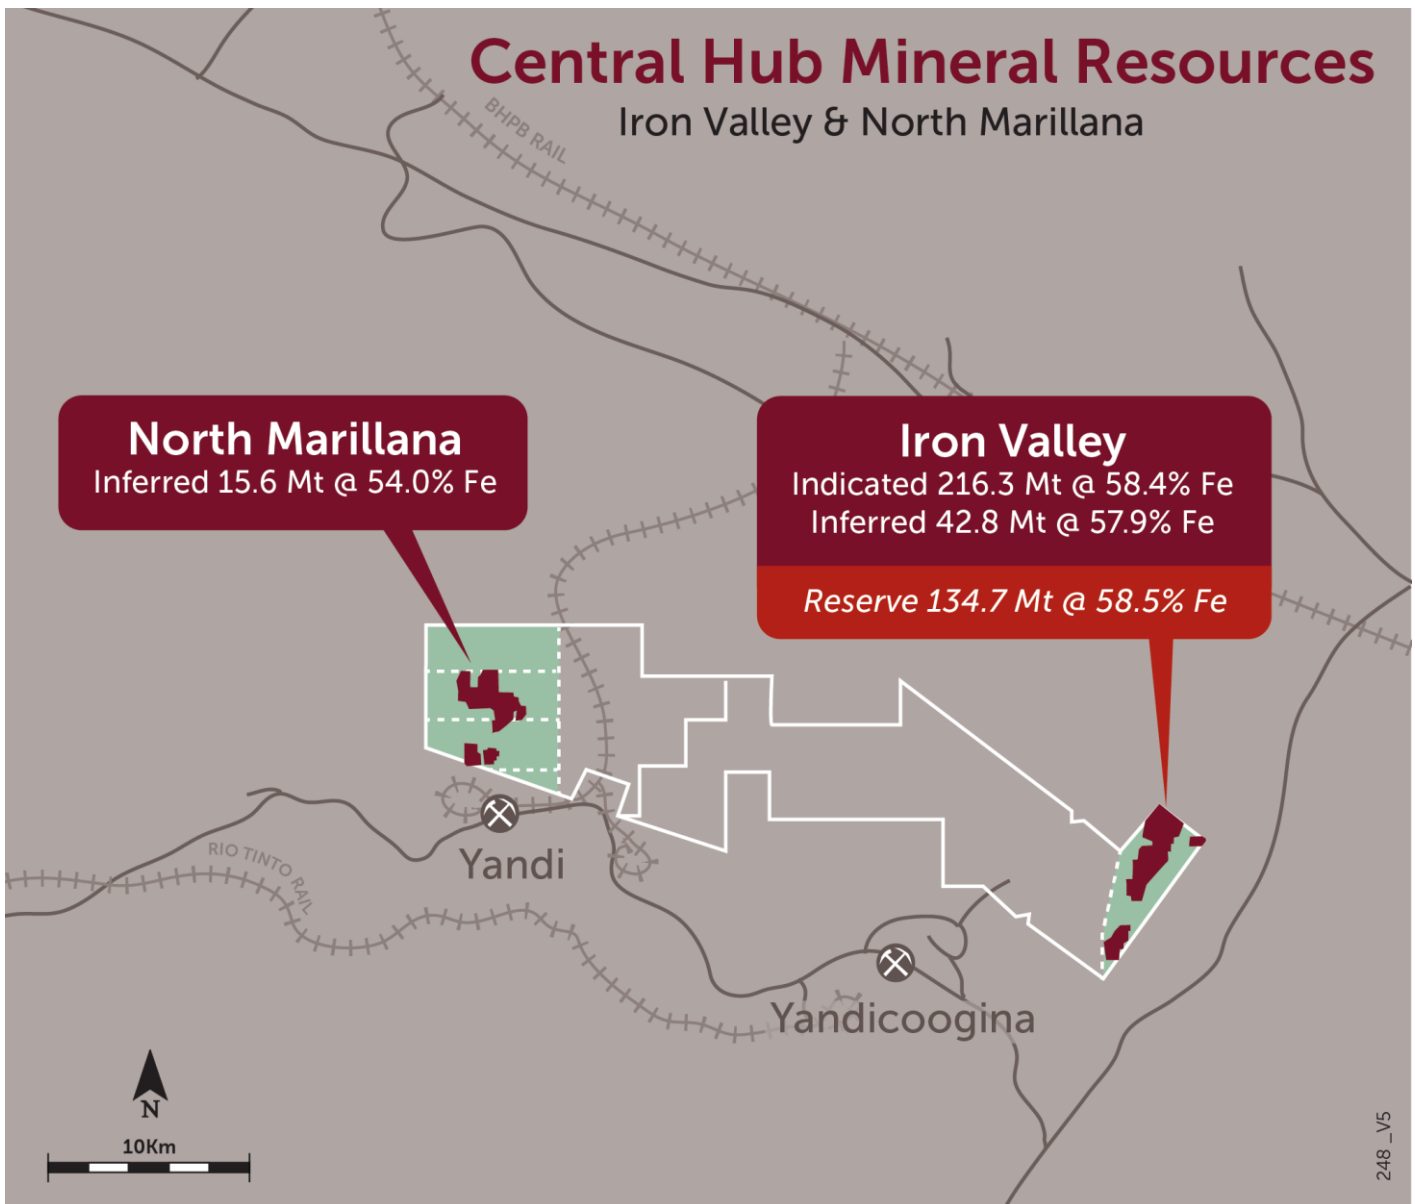 Central Hub Mineral Resources
Iron Valley & North Marillana
BHPB RAIL
North Marillana
Inferred 15.6 Mt @ 54.0% Fe
Iron Valley
Indicated 216.3 Mt @ 58.4% Fe
Inferred 42.8 Mt @ 57.9% Fe
Reserve 134.7 Mt @ 58.5% Fe
Yandi
RIO TINTO RAIL
Yandicoogina
N
10Km
248_V5